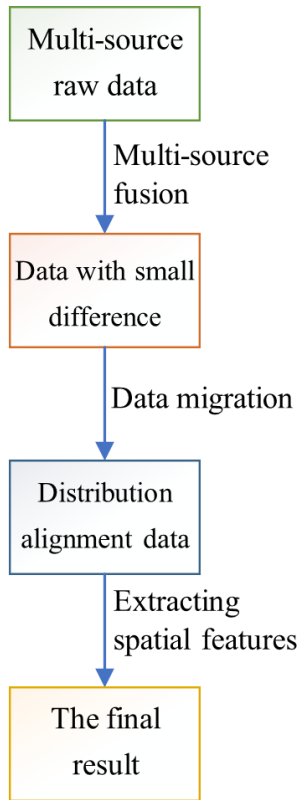 Multi-source
raw data
Multi-source
fusion
Data with small
difference
Data migration
Distribution
alignment data
Extracting
spatial features
The final
result